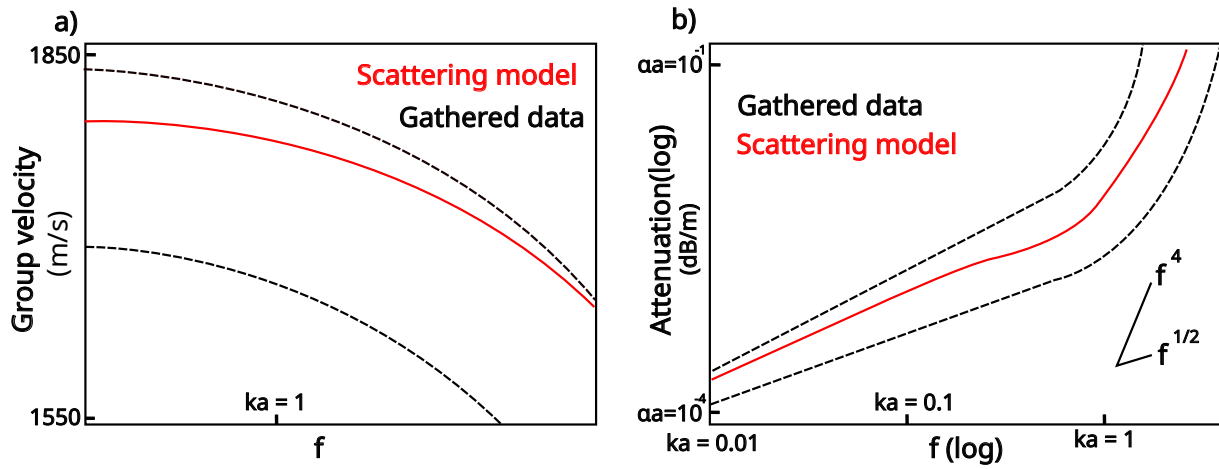 a)
1850
Scattering model
Gathered data
Group velocity
(m/s)
1550
ka = 1
f
b)
αa=10⁻¹
Gathered data
Scattering model
Attenuation(log)
(dB/m)
f⁴
f¹/²
αa=10⁻⁴
ka = 0.1
ka = 0.01
f (log)
ka = 1